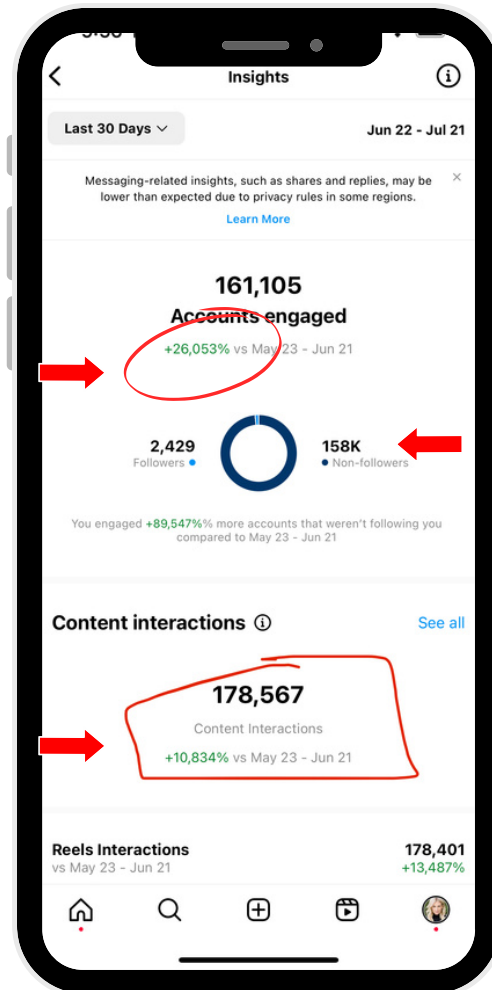 Insights
Last 30 Days
Jun 22 - Jul 21
Messaging-related insights, such as shares and replies, may be
lower than expected due to privacy rules in some regions.
Learn More
161,105
Accounts engaged
+26,053% vs May 23 - Jun 21
2,429
Followers
158K
Non-followers
You engaged +89,547%% more accounts that weren't following you
compared to May 23 - Jun 21
Content interactions
See all
178,567
Content Interactions
+10,834% vs May 23 - Jun 21
Reels Interactions
178,401
vs May 23 - Jun 21
+13,487%